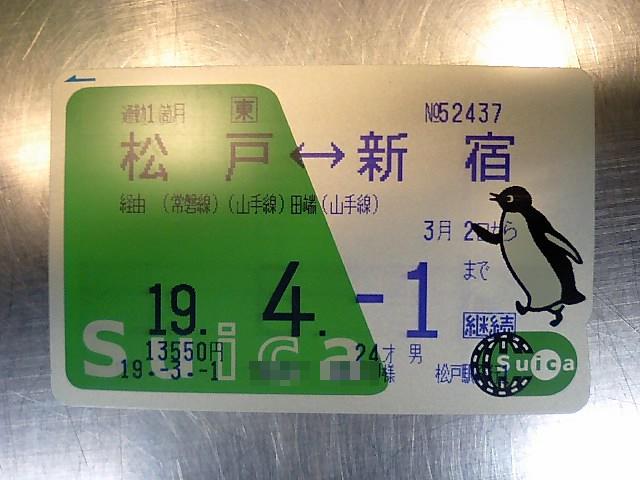 通勤1箇月 東 №52437
松戸↔新宿
経由 (常磐線)(山手線)田端(山手線)
3月 2日から
19. 4.-1 まで
継続
Suica
13550円 24才 男
19.-3.-1 様 松戸駅
Suica